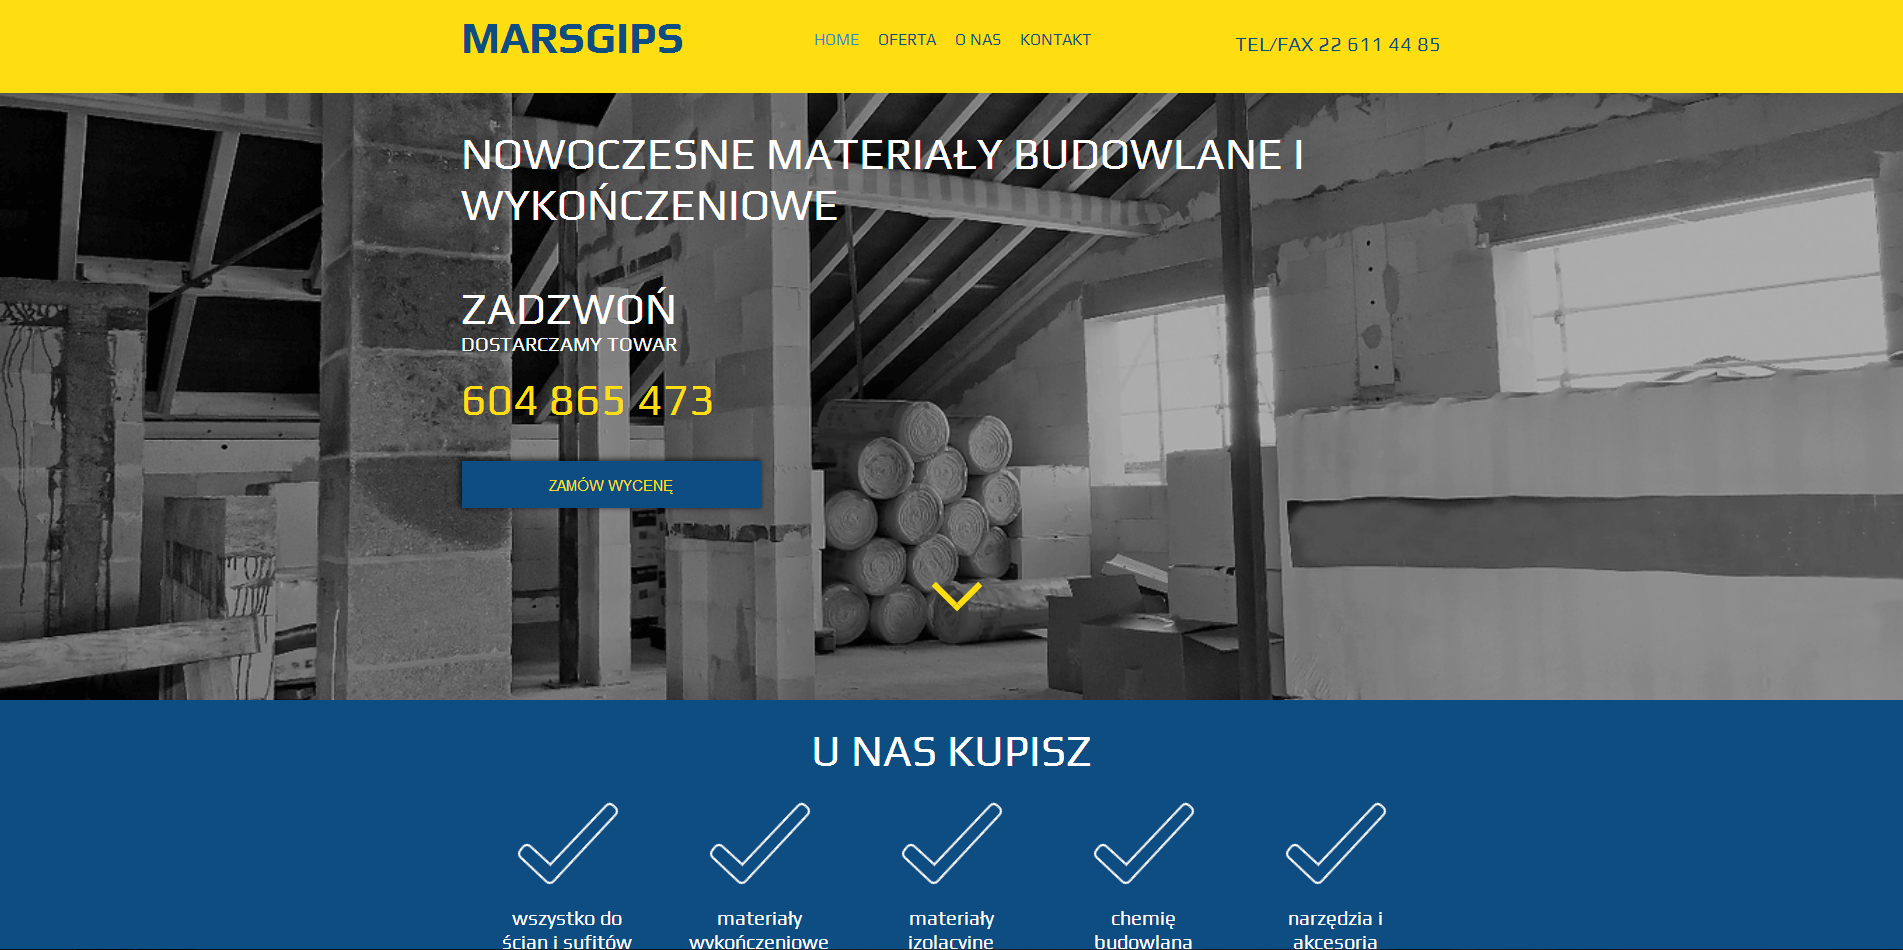 MARSGIPS
HOME OFERTA O NAS KONTAKT
TEL/FAX 22 611 44 85
NOWOCZESNE MATERIAŁY BUDOWLANE I
WYKOŃCZENIOWE
ZADZWOŃ
DOSTARCZAMY TOWAR
604 865 473
ZAMÓW WYCENĘ
U NAS KUPISZ
wszystko do
ścian i sufitów
materiały
wykończeniowe
materiały
izolacyjne
chemię
budowlaną
narzędzia i
akcesoria